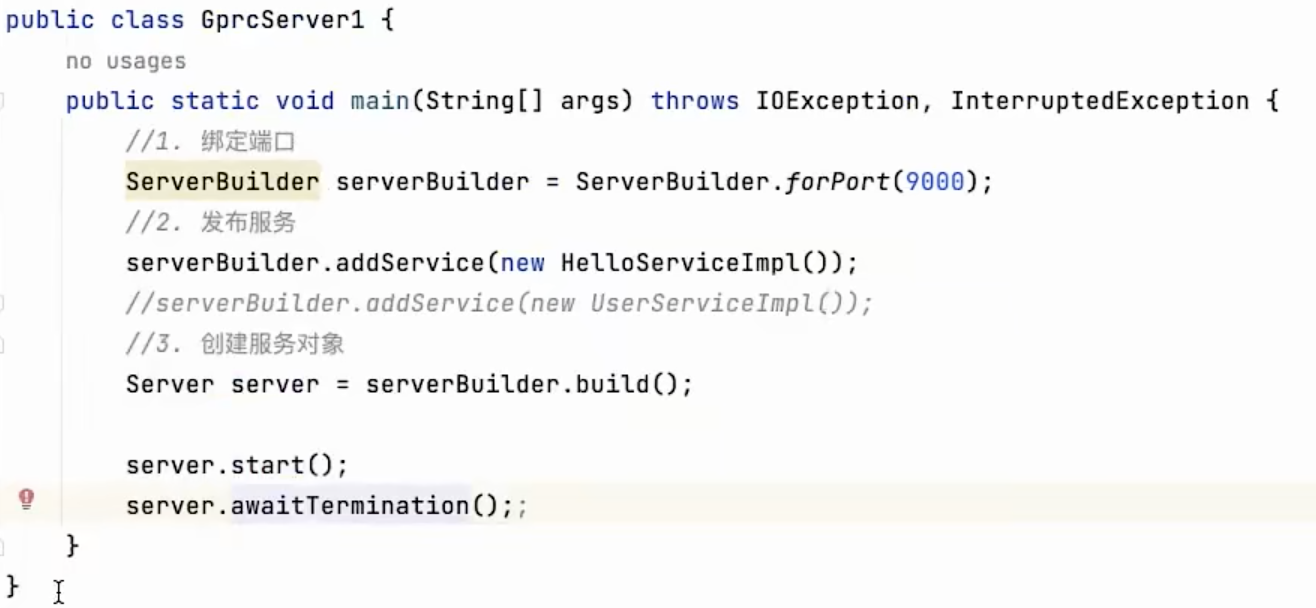 public class GprcServer1 {
no usages
public static void main(String[] args) throws IOException, InterruptedException {
//1. 绑定端口
ServerBuilder serverBuilder = ServerBuilder.forPort(9000);
//2. 发布服务
serverBuilder.addService(new HelloServiceImpl());
//serverBuilder.addService(new UserServiceImpl());
//3. 创建服务对象
Server server = serverBuilder.build();
server.start();
server.awaitTermination();;
}
}